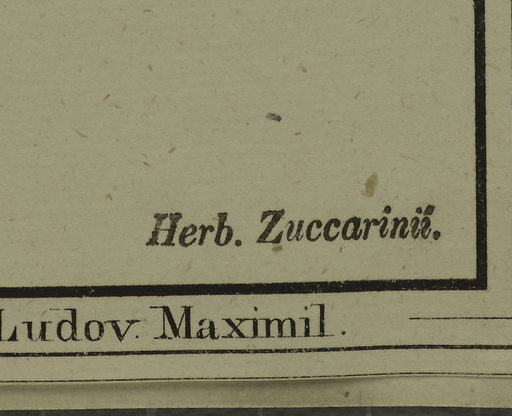 Herb. Zuccarinii.
Ludov. Maximil.